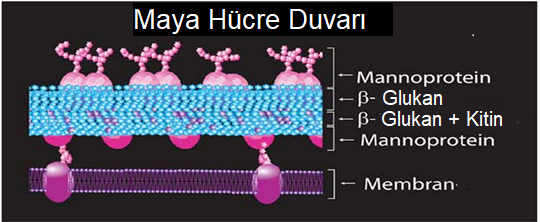 Maya Hücre Duvarı
Mannoprotein
β- Glukan
β- Glukan + Kitin
Mannoprotein
Membran